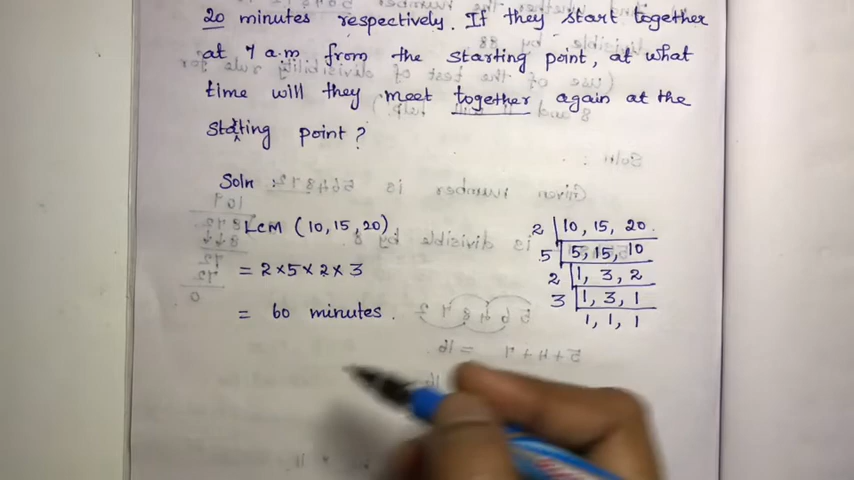 20 minutes respectively. If they start together
at 7 a.m from the starting point, at what
time will they meet together again at the
starting point?
Soln
LCM (10, 15, 20)
= 2×5×2×3
= 60 minutes.
2 10, 15, 20
5 5, 15, 10
2 1, 3, 2
3 1, 3, 1
1, 1, 1